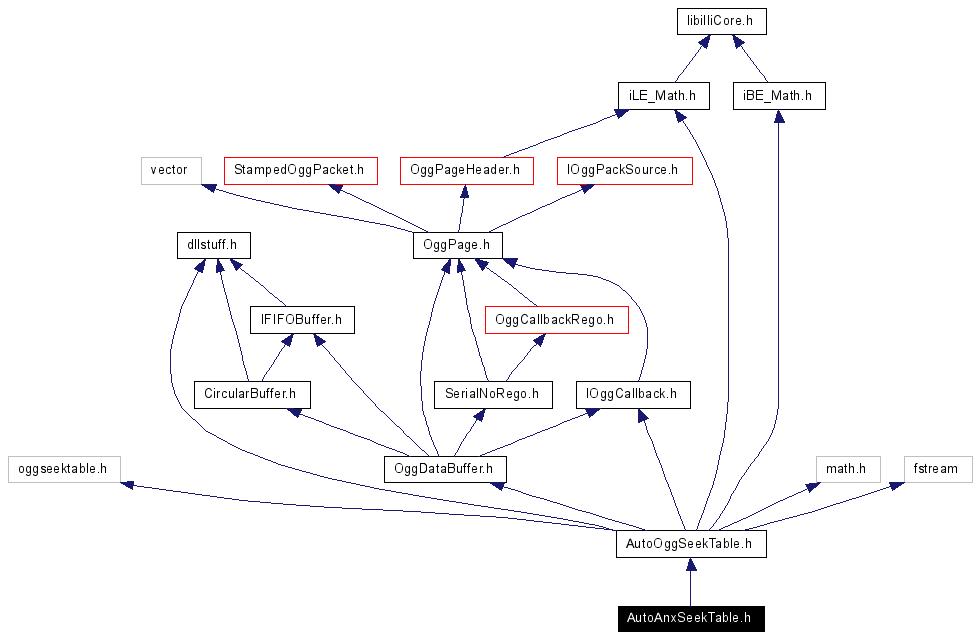 libilliCore.h
iLE_Math.h
iBE_Math.h
vector
StampedOggPacket.h
OggPageHeader.h
IOggPackSource.h
dllstuff.h
OggPage.h
IFIFOBuffer.h
OggCallbackRego.h
CircularBuffer.h
SerialNoRego.h
IOggCallback.h
oggseektable.h
OggDataBuffer.h
math.h
fstream
AutoOggSeekTable.h
AutoAnxSeekTable.h